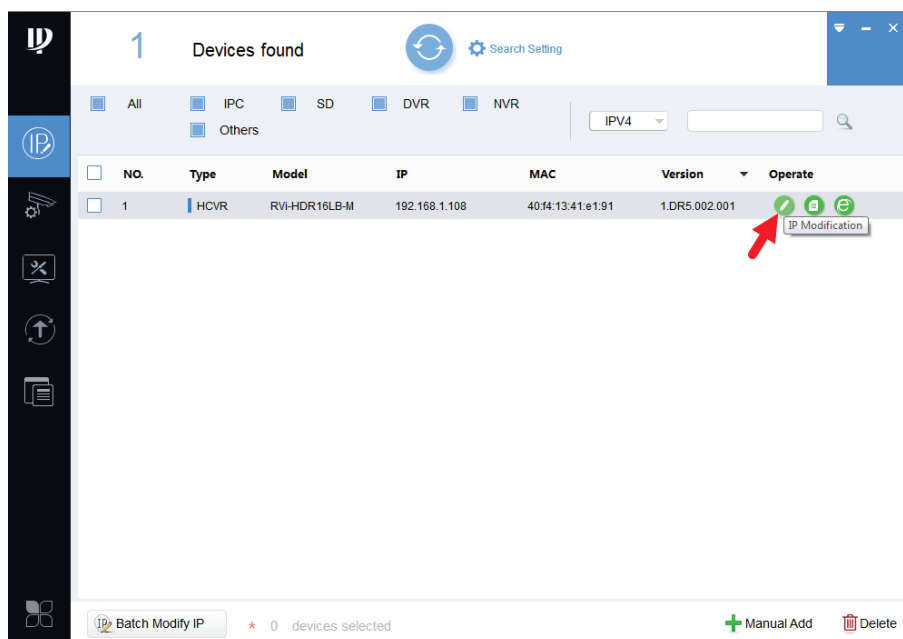 1 Devices found Search Setting
All IPC SD DVR NVR
Others
IPV4
NO. Type Model IP MAC Version Operate
1 HCVR RVi-HDR16LB-M 192.168.1.108 40:f4:13:41:e1:91 1.DR5.002.001
IP Modification
Batch Modify IP * 0 devices selected Manual Add Delete